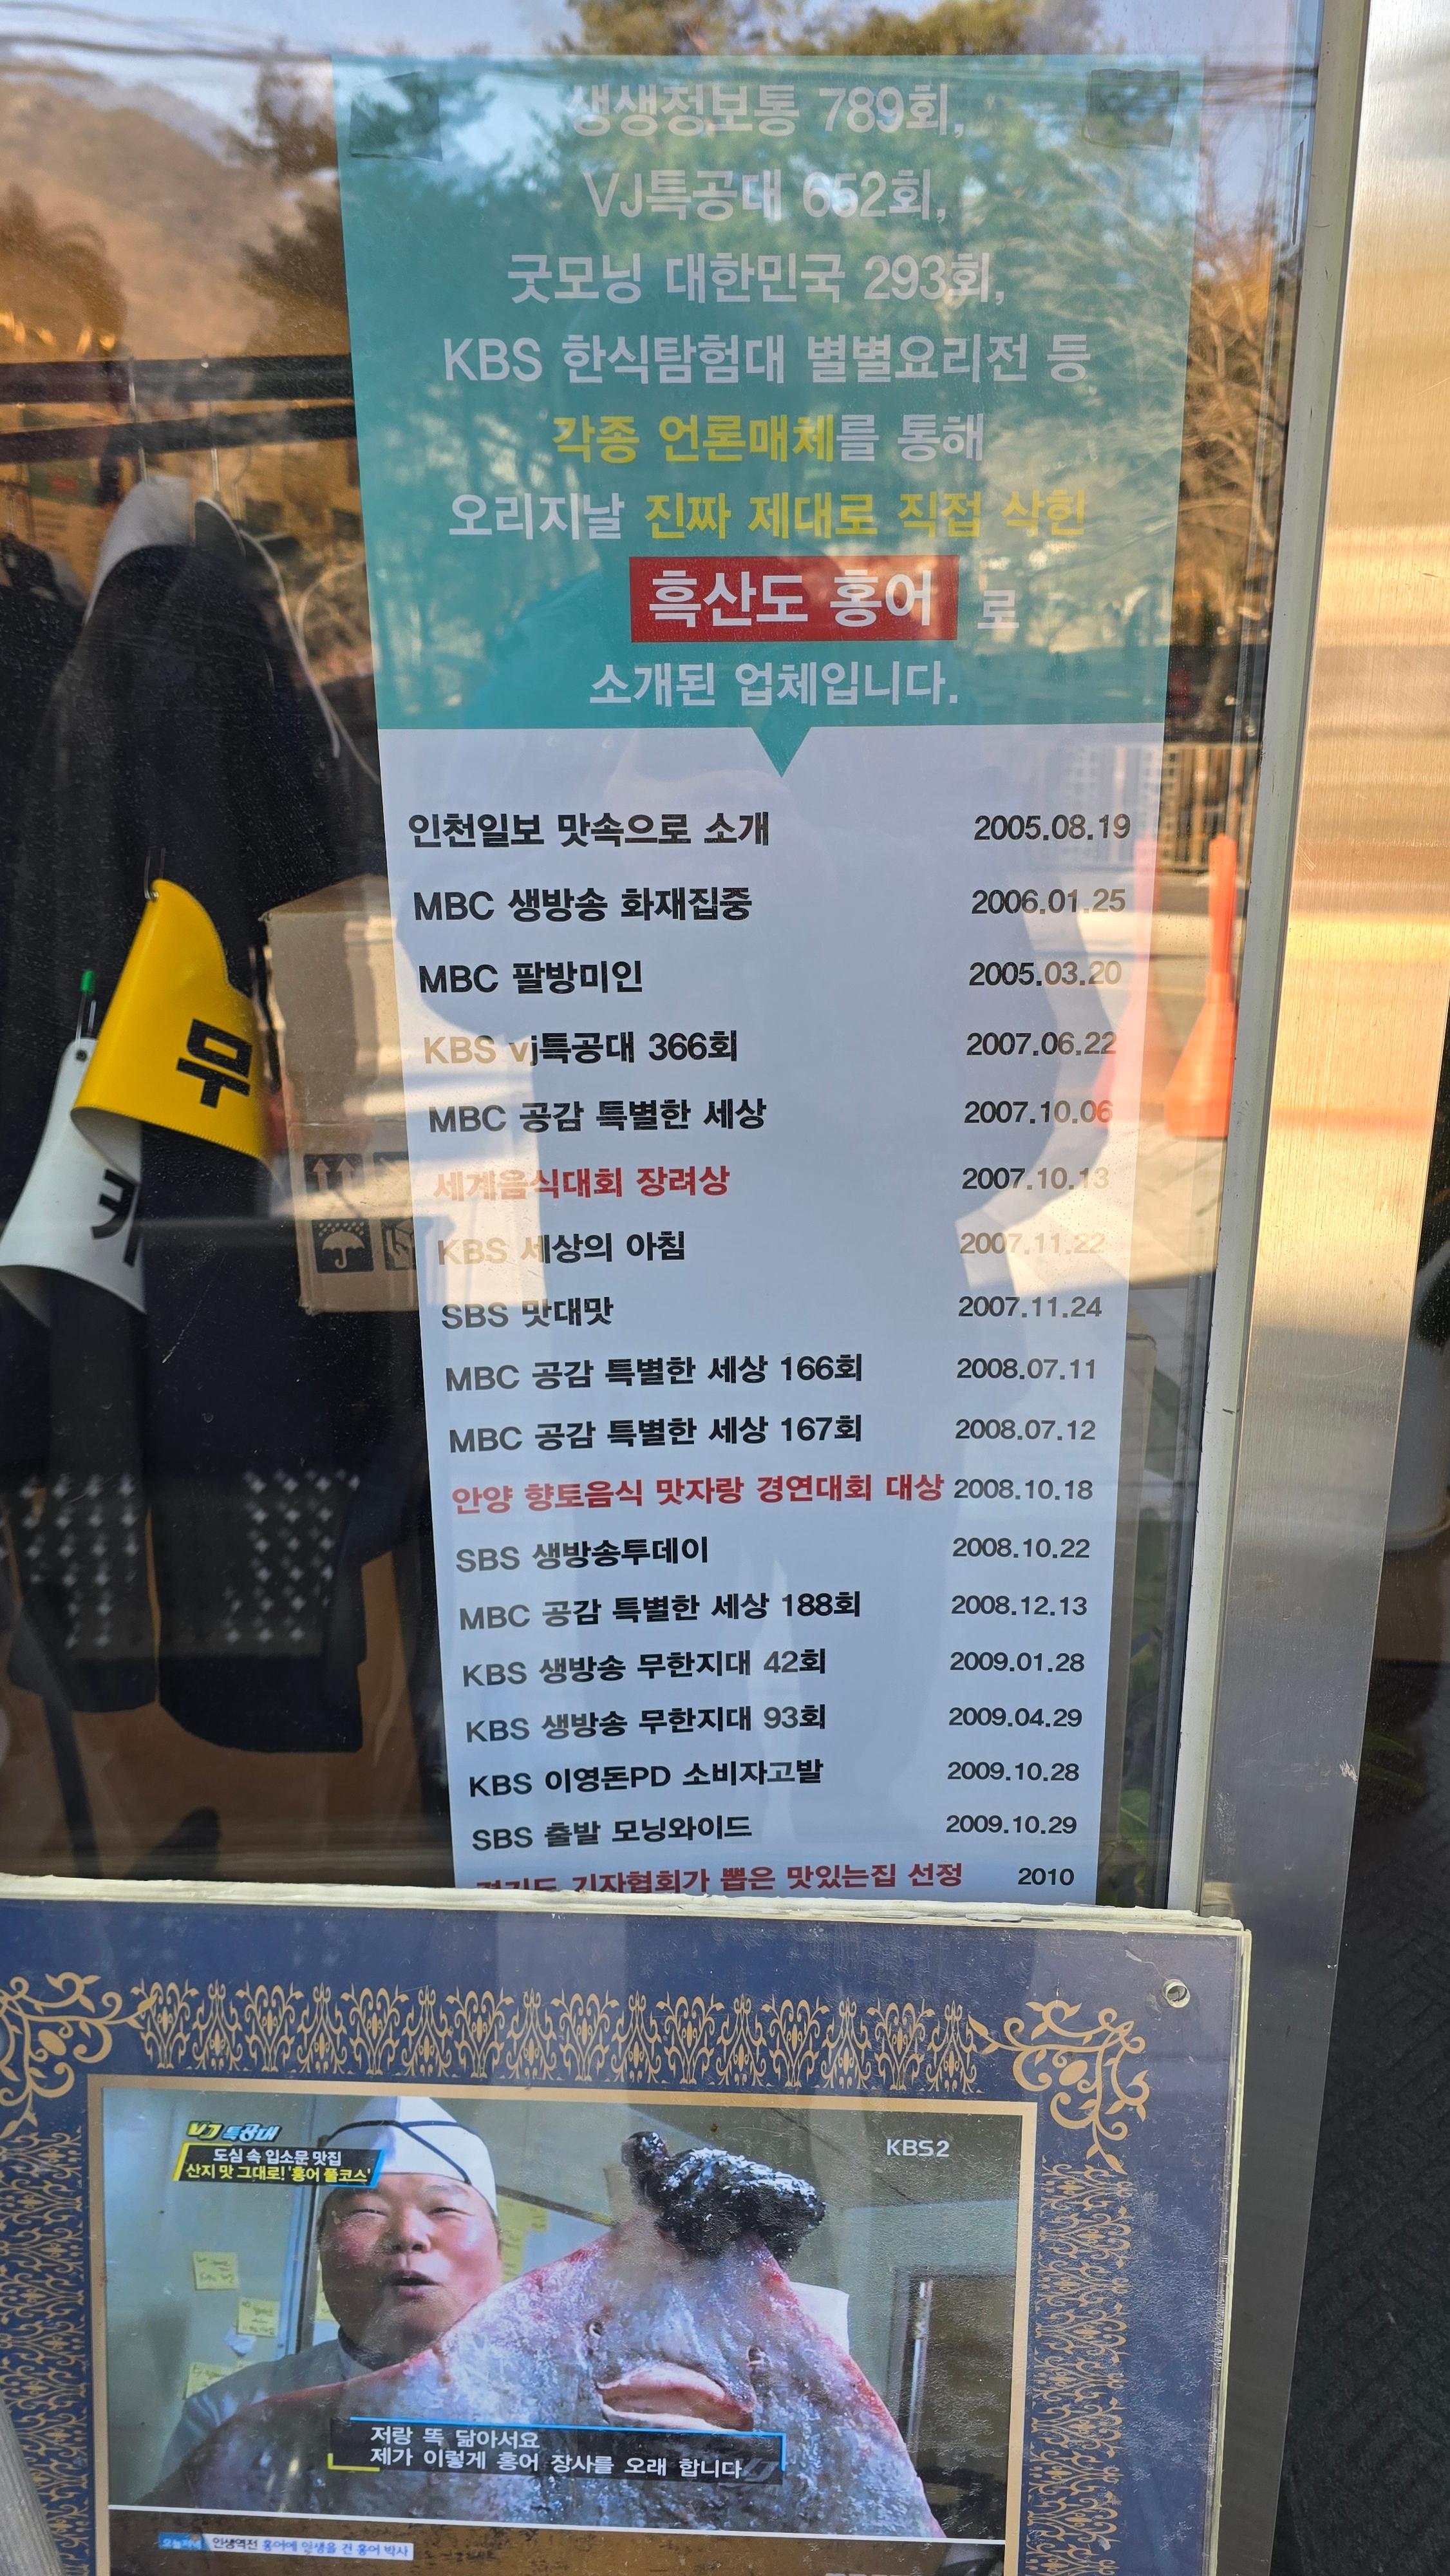 생생정보통 789회,
VJ특공대 652회,
굿모닝 대한민국 293회,
KBS 한식탐험대 별별요리전 등
각종 언론매체를 통해
오리지날 진짜 제대로 직접 삭힌
흑산도 홍어 로
소개된 업체입니다.
인천일보 맛속으로 소개 2005.08.19
MBC 생방송 화재집중 2006.01.25
MBC 팔방미인 2005.03.20
KBS vj특공대 366회 2007.06.22
MBC 공감 특별한 세상 2007.10.06
세계음식대회 장려상 2007.10.13
KBS 세상의 아침 2007.11.22
SBS 맛대맛 2007.11.24
MBC 공감 특별한 세상 166회 2008.07.11
MBC 공감 특별한 세상 167회 2008.07.12
안양 향토음식 맛자랑 경연대회 대상 2008.10.18
SBS 생방송투데이 2008.10.22
MBC 공감 특별한 세상 188회 2008.12.13
KBS 생방송 무한지대 42회 2009.01.28
KBS 생방송 무한지대 93회 2009.04.29
KBS 이영돈PD 소비자고발 2009.10.28
SBS 출발 모닝와이드 2009.10.29
경기도 기자협회가 뽑은 맛있는집 선정 2010
무
카
VJ 특공대
도심 속 입소문 맛집
산지 맛 그대로! '홍어 풀코스'
KBS2
저랑 똑 닮아서요
제가 이렇게 홍어 장사를 오래 합니다
오늘저녁 인생역전 홍어에 인생을 건 홍어 박사